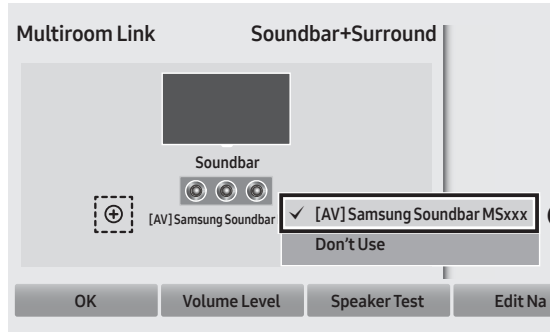 Multiroom Link
Soundbar+Surround
Soundbar
[AV] Samsung Soundbar
✓ [AV] Samsung Soundbar MSxxx
Don't Use
OK
Volume Level
Speaker Test
Edit Na